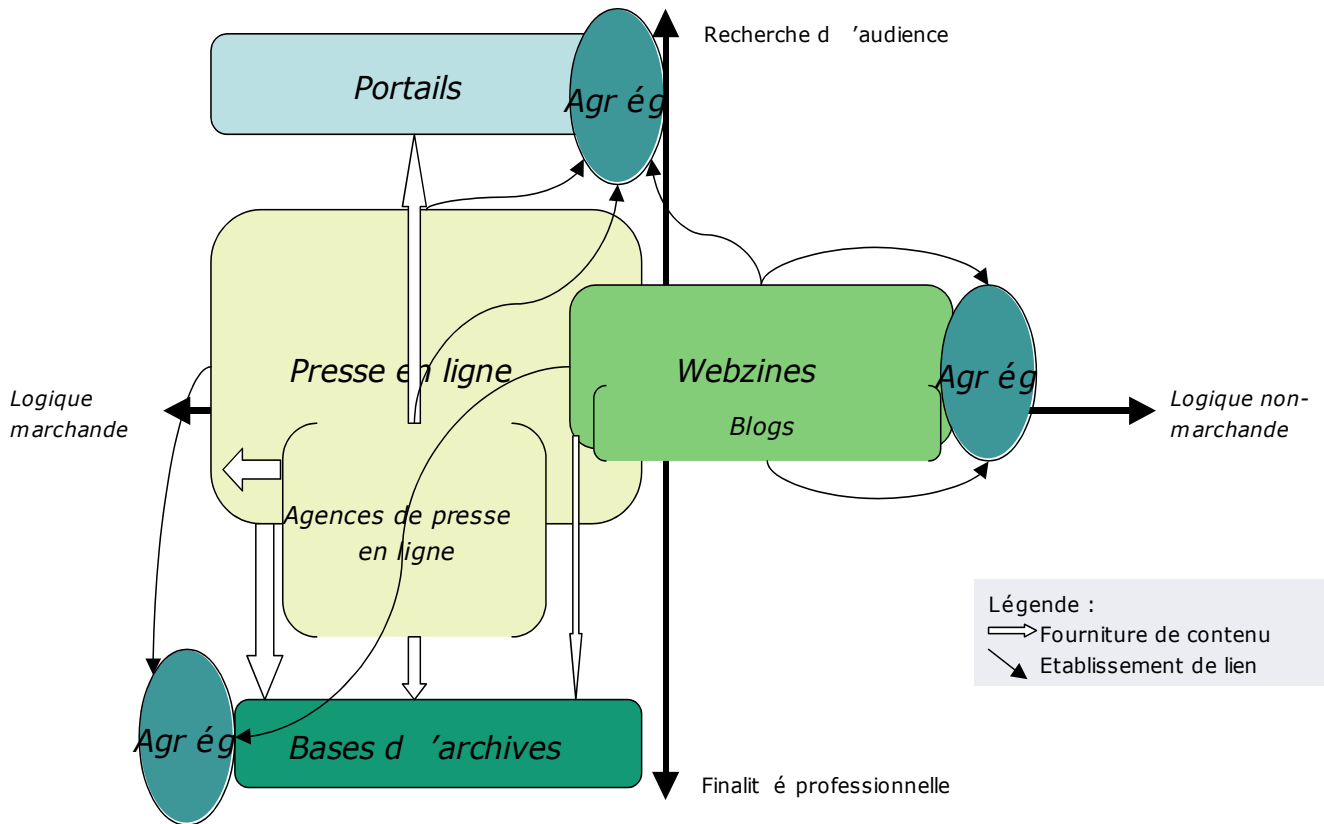 Recherche d ’audience
Portails
Agr ég
Presse en ligne
Webzines
Agr ég
Blogs
Logique
marchande
Logique non-
marchande
Agences de presse
en ligne
Légende :
Fourniture de contenu
Etablissement de lien
Agr ég
Bases d ’archives
Finalit é professionnelle